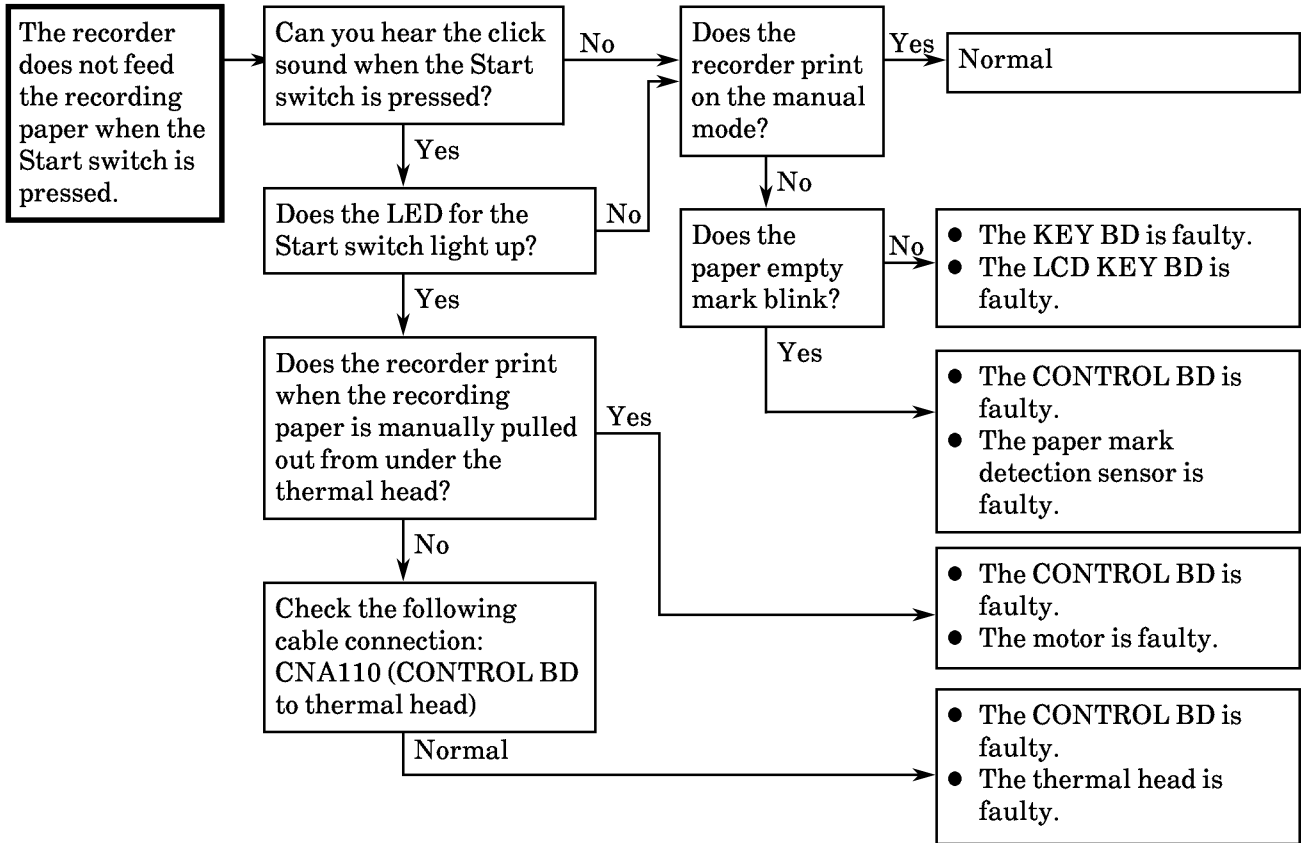 The recorder
does not feed
the recording
paper when the
Start switch is
pressed.
Can you hear the click
sound when the Start
switch is pressed?
No
Yes
Does the
recorder print
on the manual
mode?
Yes
Normal
No
Does the LED for the
Start switch light up?
No
Yes
Does the
paper empty
mark blink?
No
● The KEY BD is faulty.
● The LCD KEY BD is
faulty.
Yes
● The CONTROL BD is
faulty.
● The paper mark
detection sensor is
faulty.
Does the recorder print
when the recording
paper is manually pulled
out from under the
thermal head?
Yes
● The CONTROL BD is
faulty.
● The motor is faulty.
No
Check the following
cable connection:
CNA110 (CONTROL BD
to thermal head)
Normal
● The CONTROL BD is
faulty.
● The thermal head is
faulty.